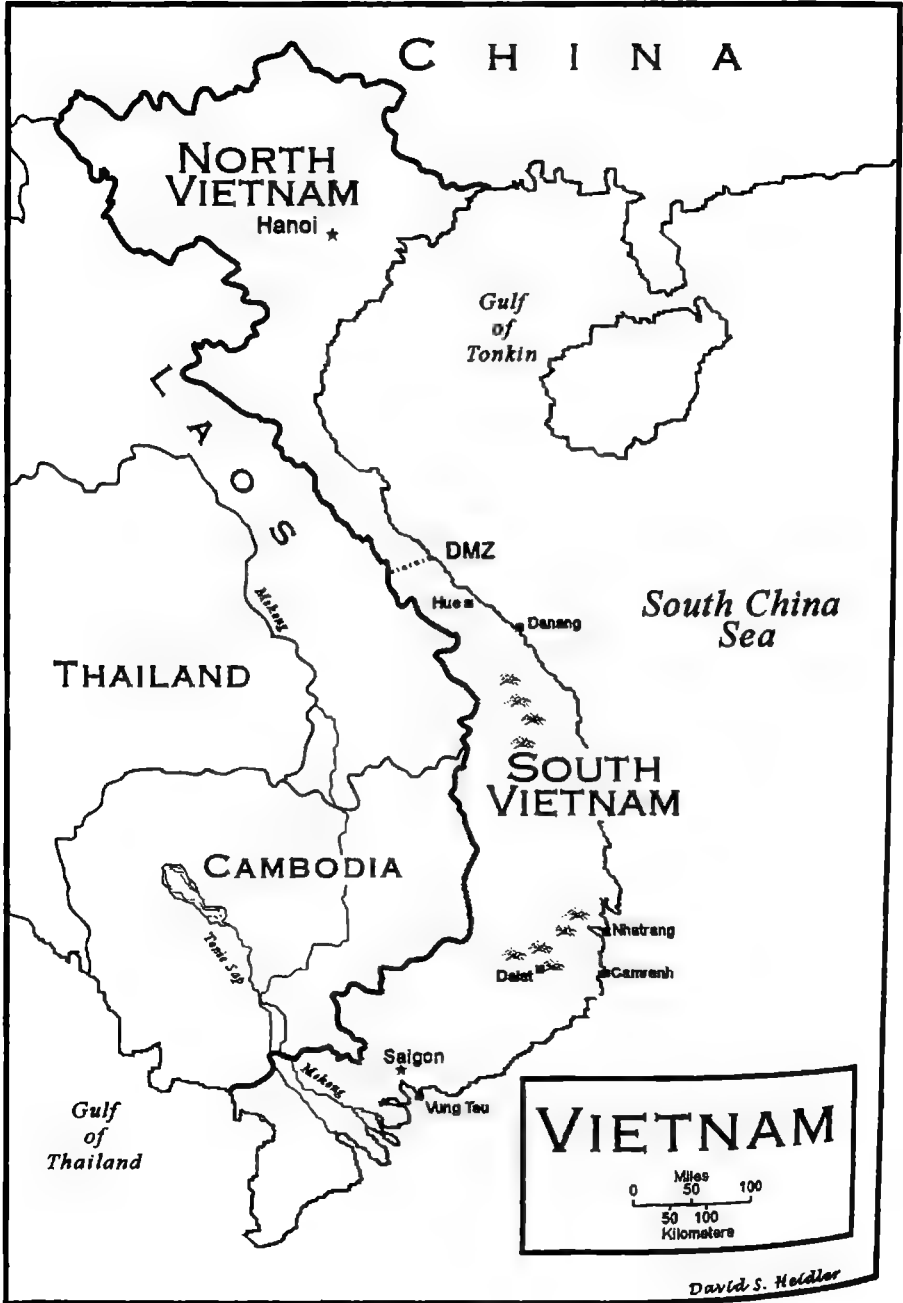 CHINA
NORTH
VIETNAM
Hanoi
Gulf
of
Tonkin
LAOS
DMZ
Hue
Mekong
Danang
South China
Sea
THAILAND
SOUTH
VIETNAM
CAMBODIA
Tonle Sap
Nhatrang
Dalat
Camranh
Saigon
Mekong
Vung Tau
Gulf
of
Thailand
VIETNAM
Miles
0 50 100
50 100
Kilometers
David S. Heidler